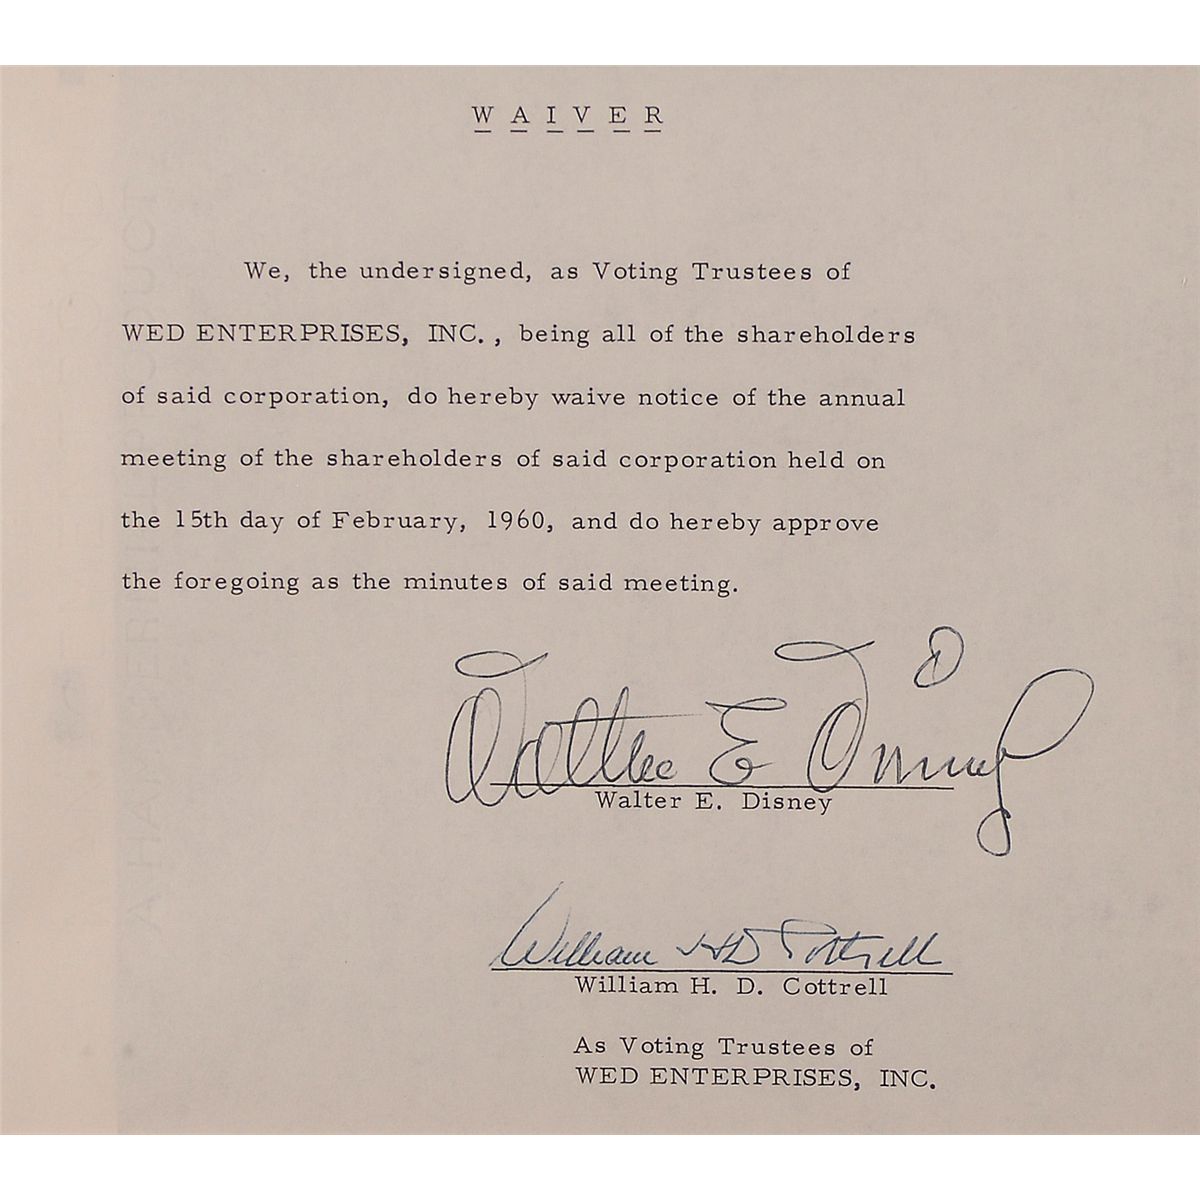 WAIVER
We, the undersigned, as Voting Trustees of
WED ENTERPRISES, INC., being all of the shareholders
of said corporation, do hereby waive notice of the annual
meeting of the shareholders of said corporation held on
the 15th day of February, 1960, and do hereby approve
the foregoing as the minutes of said meeting.
Walter E Disney
Walter E. Disney
William H D Cottrell
William H. D. Cottrell
As Voting Trustees of
WED ENTERPRISES, INC.